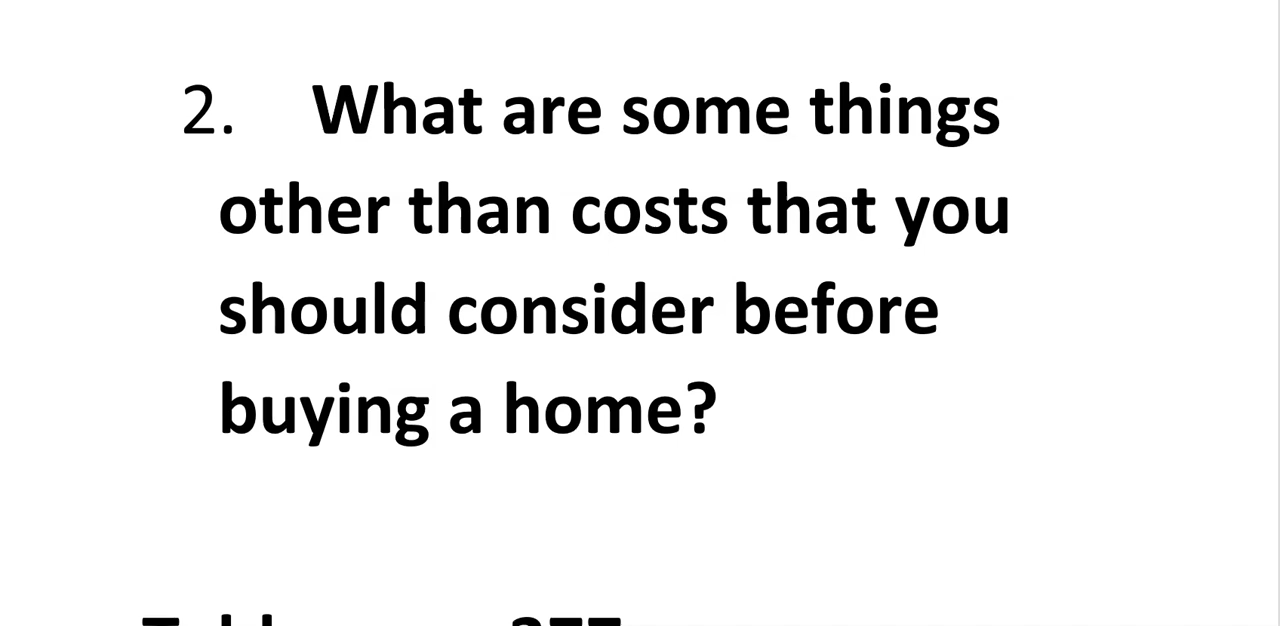 2. What are some things
other than costs that you
should consider before
buying a home?